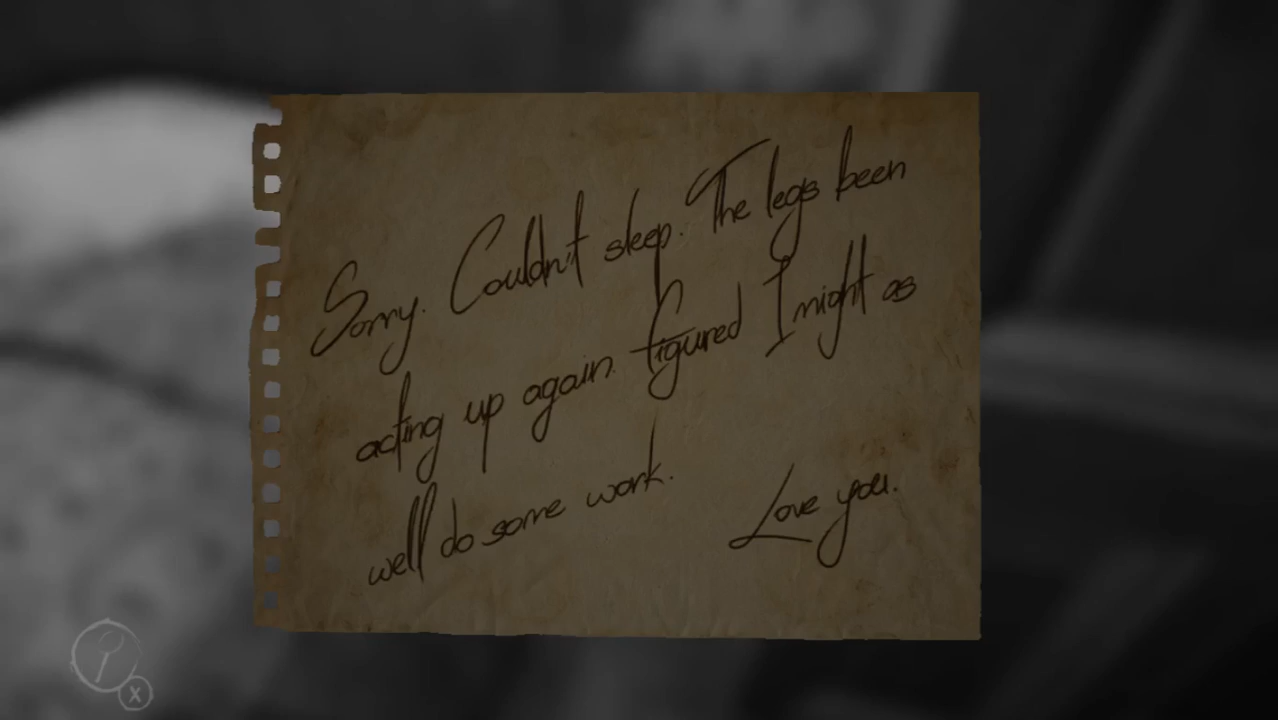 Sorry. Couldn't sleep. The legs been
acting up again. figured I might as
well do some work.
Love you.
X